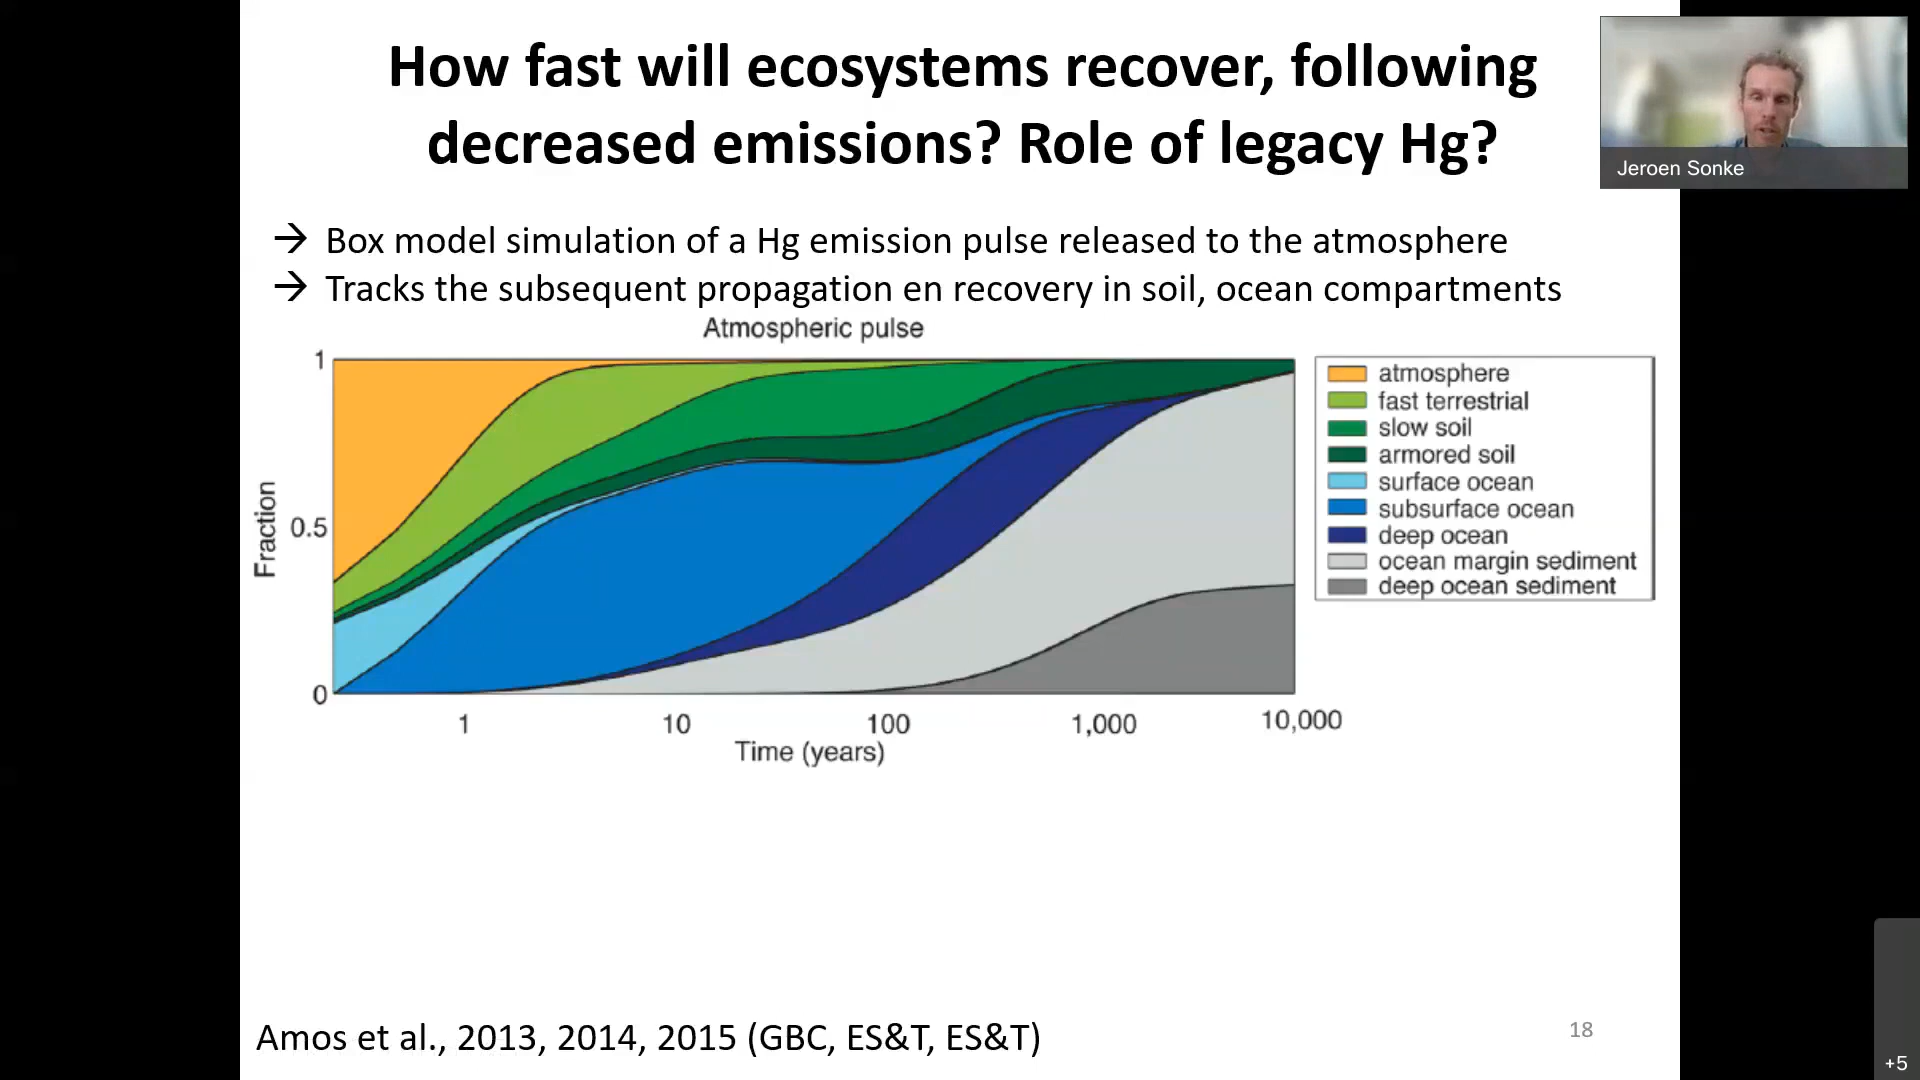 How fast will ecosystems recover, following
decreased emissions? Role of legacy Hg?
Jeroen Sonke
→ Box model simulation of a Hg emission pulse released to the atmosphere
→ Tracks the subsequent propagation en recovery in soil, ocean compartments
Atmospheric pulse
1
0.5
0
Fraction
1 10 100 1,000 10,000
Time (years)
atmosphere
fast terrestrial
slow soil
armored soil
surface ocean
subsurface ocean
deep ocean
ocean margin sediment
deep ocean sediment
Amos et al., 2013, 2014, 2015 (GBC, ES&T, ES&T)
18
+5